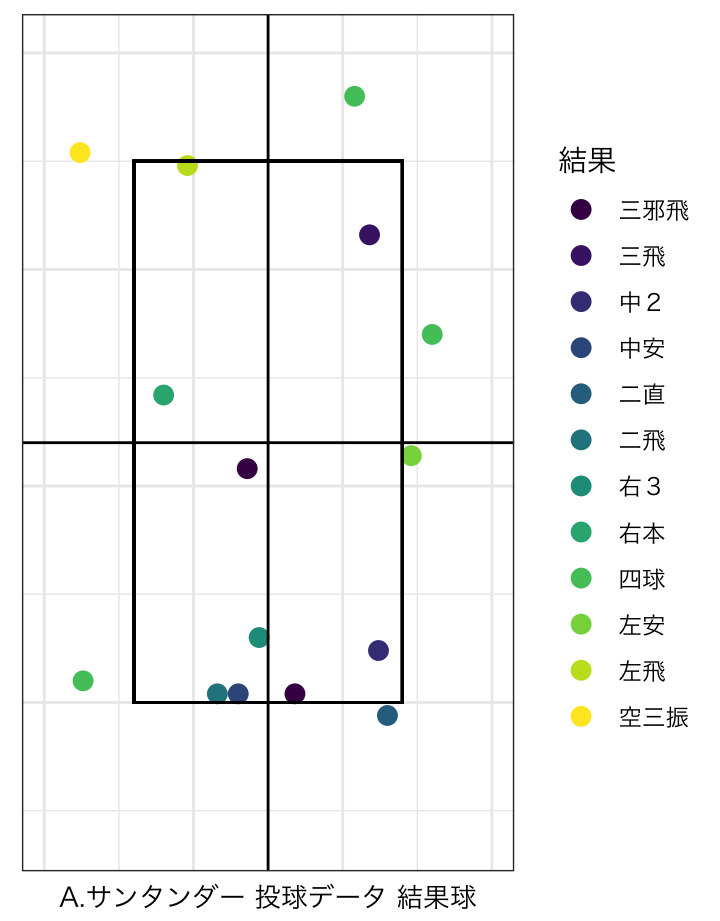 結果
三邪飛
三飛
中２
中安
二直
二飛
右３
右本
四球
左安
左飛
空三振
A.サンタンダー 投球データ 結果球